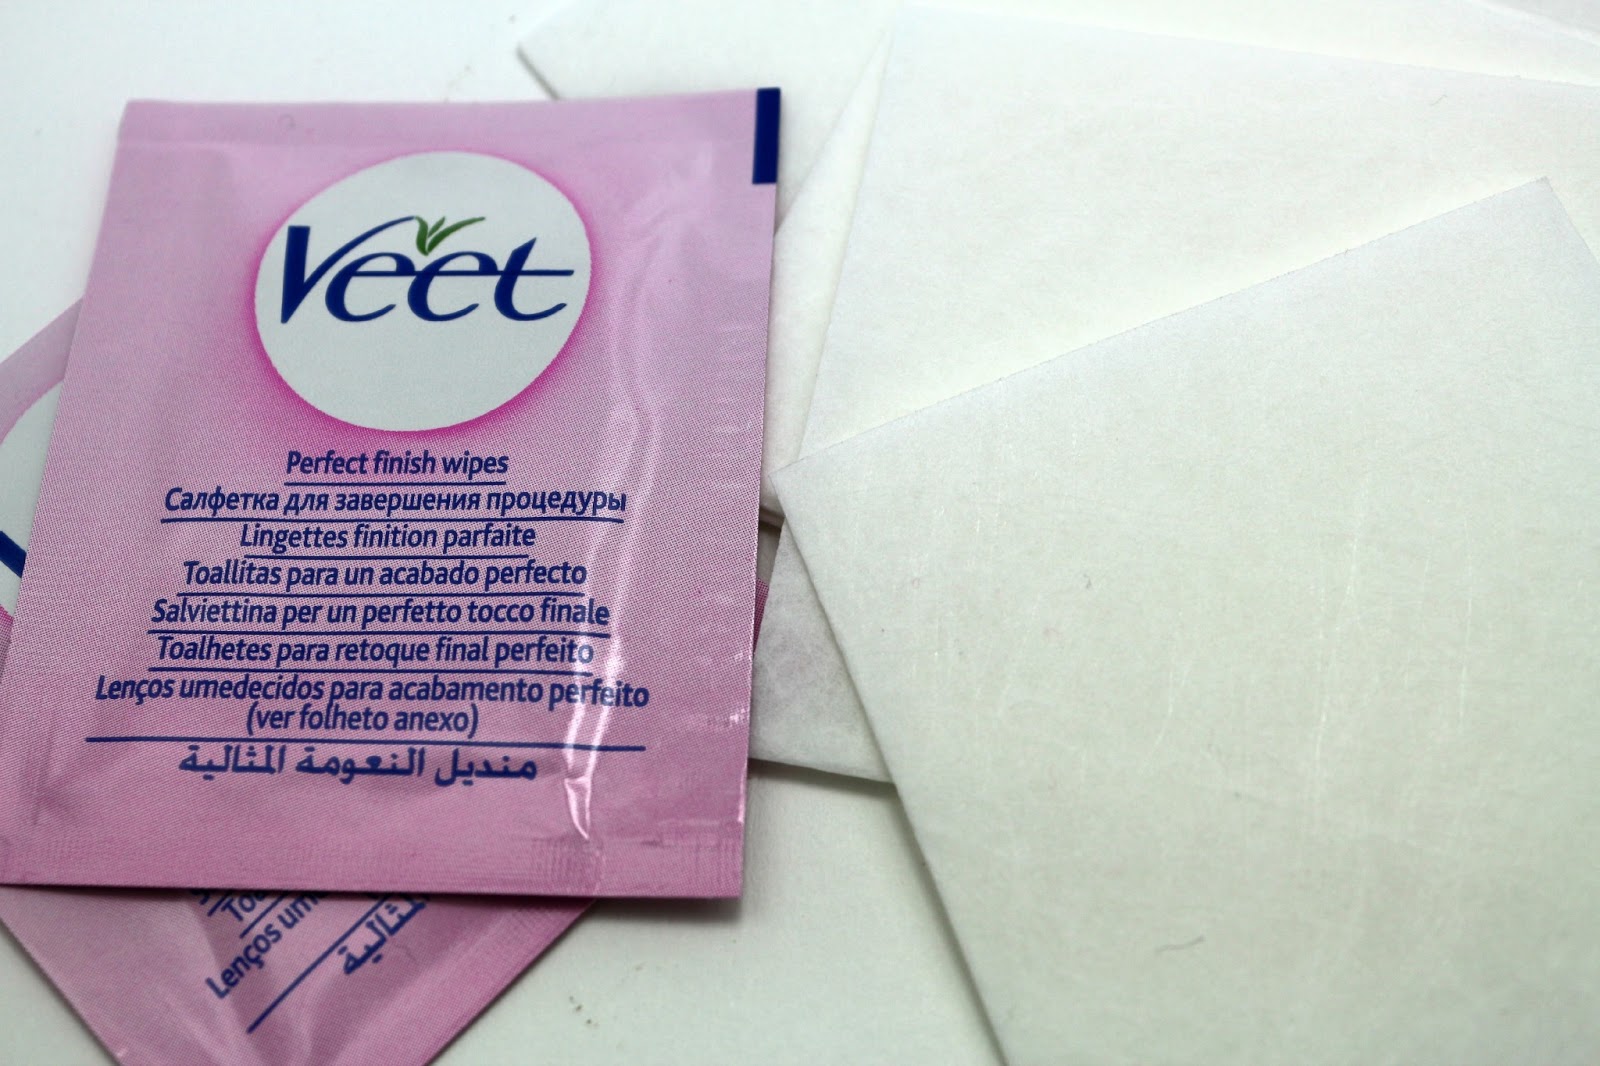 Veet
Perfect finish wipes
Салфетка для завершения процедуры
Lingettes finition parfaite
Toallitas para un acabado perfecto
Salviettina per un perfetto tocco finale
Toalhetes para retoque final perfeito
Lenços umedecidos para acabamento perfeito
(ver folheto anexo)
منديل النعومة المثالية
Lenços